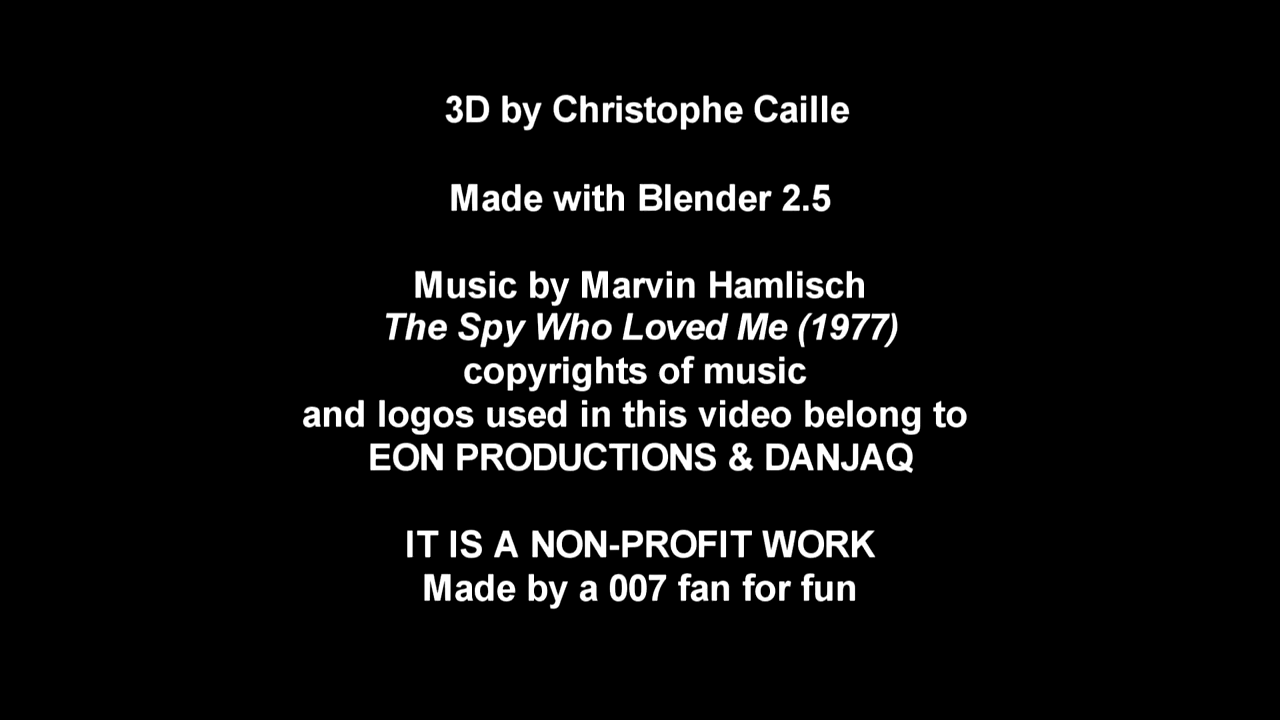 3D by Christophe Caille
Made with Blender 2.5
Music by Marvin Hamlisch
The Spy Who Loved Me (1977)
copyrights of music
and logos used in this video belong to
EON PRODUCTIONS & DANJAQ
IT IS A NON-PROFIT WORK
Made by a 007 fan for fun